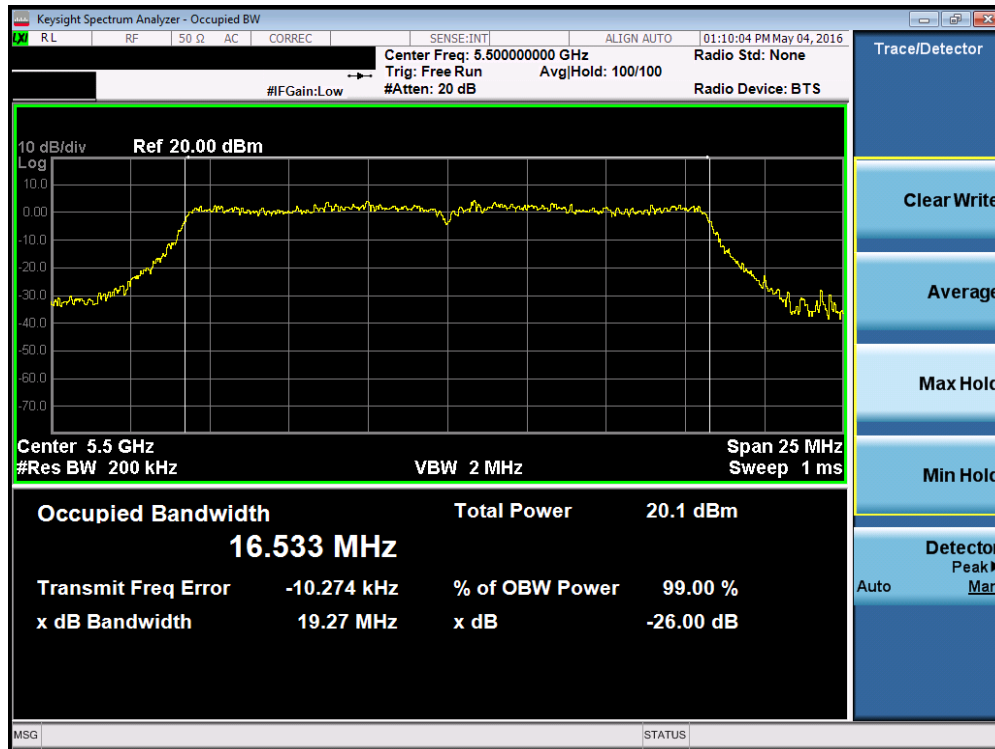 Keysight Spectrum Analyzer - Occupied BW
LXI RL RF 50 Ω AC CORREC SENSE:INT ALIGN AUTO 01:10:04 PM May 04, 2016
Center Freq: 5.500000000 GHz Radio Std: None
Trig: Free Run Avg|Hold: 100/100
#IFGain:Low #Atten: 20 dB Radio Device: BTS
10 dB/div Ref 20.00 dBm
Log
10.0
0.00
-10.0
-20.0
-30.0
-40.0
-50.0
-60.0
-70.0
Center 5.5 GHz Span 25 MHz
#Res BW 200 kHz VBW 2 MHz Sweep 1 ms
Occupied Bandwidth Total Power 20.1 dBm
16.533 MHz
Transmit Freq Error -10.274 kHz % of OBW Power 99.00 %
x dB Bandwidth 19.27 MHz x dB -26.00 dB
Trace/Detector
Clear Write
Average
Max Hold
Min Hold
Detector
Peak
Auto Man
MSG STATUS